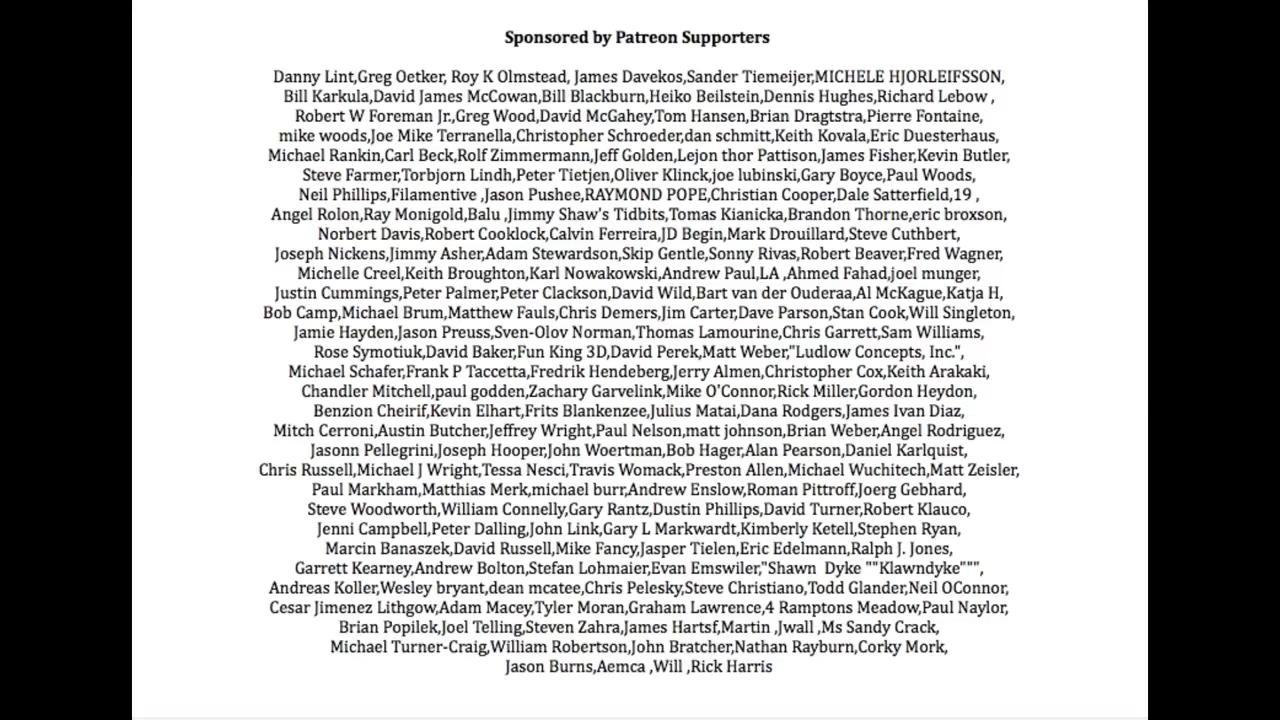 Sponsored by Patreon Supporters
Danny Lint,Greg Oetker, Roy K Olmstead, James Davekos,Sander Tiemeijer,MICHELE HJORLEIFSSON,
Bill Karkula,David James McCowan,Bill Blackburn,Heiko Beilstein,Dennis Hughes,Richard Lebow ,
Robert W Foreman Jr.,Greg Wood,David McGahey,Tom Hansen,Brian Dragtstra,Pierre Fontaine,
mike woods,Joe Mike Terranella,Christopher Schroeder,dan schmitt,Keith Kovala,Eric Duesterhaus,
Michael Rankin,Carl Beck,Rolf Zimmermann,Jeff Golden,Lejon thor Pattison,James Fisher,Kevin Butler,
Steve Farmer,Torbjorn Lindh,Peter Tietjen,Oliver Klinck,joe lubinski,Gary Boyce,Paul Woods,
Neil Phillips,Filamentive ,Jason Pushee,RAYMOND POPE,Christian Cooper,Dale Satterfield,19 ,
Angel Rolon,Ray Monigold,Balu ,Jimmy Shaw's Tidbits,Tomas Kianicka,Brandon Thorne,eric broxson,
Norbert Davis,Robert Cooklock,Calvin Ferreira,JD Begin,Mark Drouillard,Steve Cuthbert,
Joseph Nickens,Jimmy Asher,Adam Stewardson,Skip Gentle,Sonny Rivas,Robert Beaver,Fred Wagner,
Michelle Creel,Keith Broughton,Karl Nowakowski,Andrew Paul,LA ,Ahmed Fahad,joel munger,
Justin Cummings,Peter Palmer,Peter Clackson,David Wild,Bart van der Ouderaa,Al McKague,Katja H,
Bob Camp,Michael Brum,Matthew Fauls,Chris Demers,Jim Carter,Dave Parson,Stan Cook,Will Singleton,
Jamie Hayden,Jason Preuss,Sven-Olov Norman,Thomas Lamourine,Chris Garrett,Sam Williams,
Rose Symotiuk,David Baker,Fun King 3D,David Perek,Matt Weber,"Ludlow Concepts, Inc.",
Michael Schafer,Frank P Taccetta,Fredrik Hendeberg,Jerry Almen,Christopher Cox,Keith Arakaki,
Chandler Mitchell,paul godden,Zachary Garvelink,Mike O'Connor,Rick Miller,Gordon Heydon,
Benzion Cheirif,Kevin Elhart,Frits Blankenzee,Julius Matai,Dana Rodgers,James Ivan Diaz,
Mitch Cerroni,Austin Butcher,Jeffrey Wright,Paul Nelson,matt johnson,Brian Weber,Angel Rodriguez,
Jasonn Pellegrini,Joseph Hooper,John Woertman,Bob Hager,Alan Pearson,Daniel Karlquist,
Chris Russell,Michael J Wright,Tessa Nesci,Travis Womack,Preston Allen,Michael Wuchitech,Matt Zeisler,
Paul Markham,Matthias Merk,michael burr,Andrew Enslow,Roman Pittroff,Joerg Gebhard,
Steve Woodworth,William Connelly,Gary Rantz,Dustin Phillips,David Turner,Robert Klauco,
Jenni Campbell,Peter Dalling,John Link,Gary L Markwardt,Kimberly Ketell,Stephen Ryan,
Marcin Banaszek,David Russell,Mike Fancy,Jasper Tielen,Eric Edelmann,Ralph J. Jones,
Garrett Kearney,Andrew Bolton,Stefan Lohmaier,Evan Emswiler,"Shawn  Dyke ""Klawndyke""",
Andreas Koller,Wesley bryant,dean mcatee,Chris Pelesky,Steve Christiano,Todd Glander,Neil OConnor,
Cesar Jimenez Lithgow,Adam Macey,Tyler Moran,Graham Lawrence,4 Ramptons Meadow,Paul Naylor,
Brian Popilek,Joel Telling,Steven Zahra,James Hartsf,Martin ,Jwall ,Ms Sandy Crack,
Michael Turner-Craig,William Robertson,John Bratcher,Nathan Rayburn,Corky Mork,
Jason Burns,Aemca ,Will ,Rick Harris